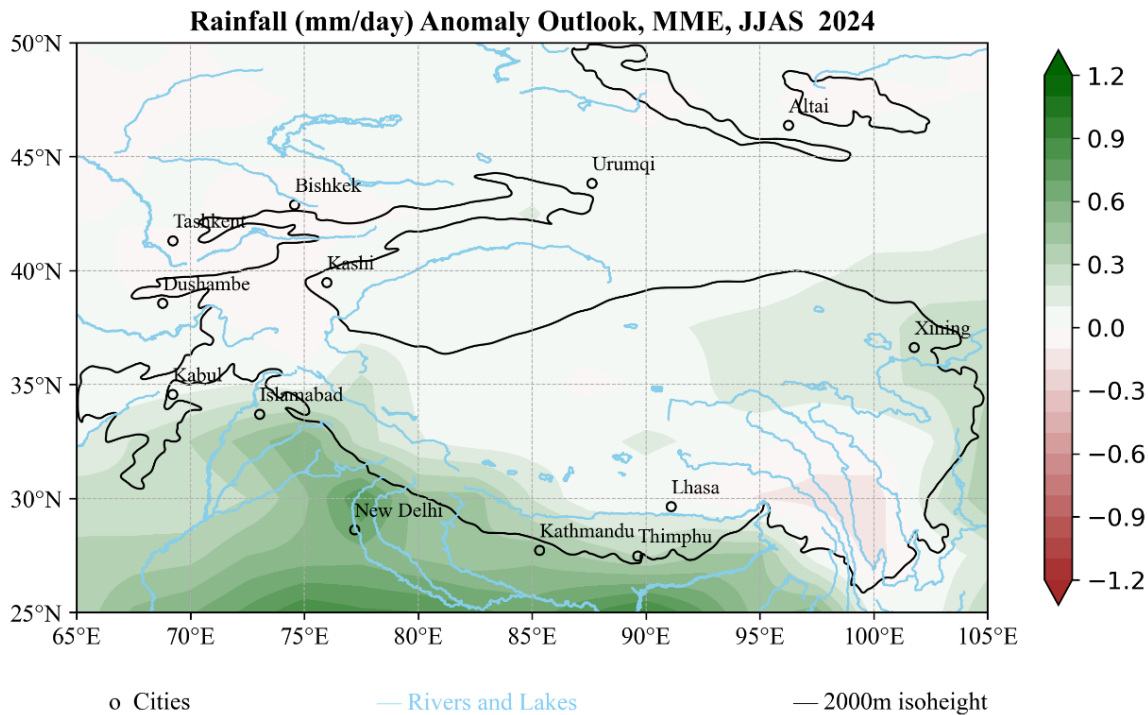 Rainfall (mm/day) Anomaly Outlook, MME, JJAS 2024
50°N
45°N
40°N
35°N
30°N
25°N
65°E 70°E 75°E 80°E 85°E 90°E 95°E 100°E 105°E
Altai
Urumqi
Bishkek
Tashkent
Kashi
Dushambe
Xining
Kabul
Islamabad
Lhasa
New Delhi
Kathmandu Thimphu
1.2
0.9
0.6
0.3
0.0
−0.3
−0.6
−0.9
−1.2
Cities
Rivers and Lakes
2000m isoheight